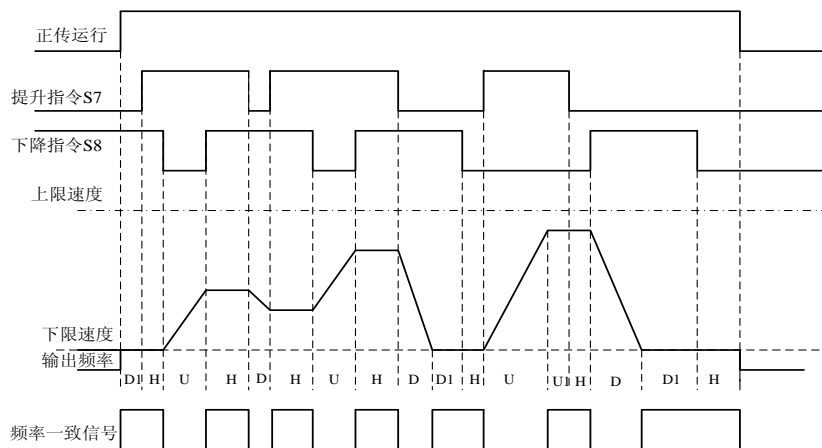 正传运行
提升指令S7
下降指令S8
上限速度
下限速度
输出频率
D1 H U H D H U H D D1 H U U1 H D D1 H
频率一致信号